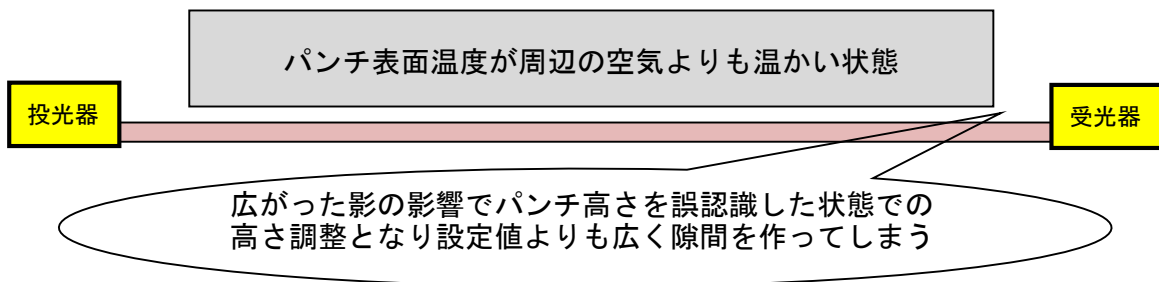 パンチ表面温度が周辺の空気よりも温かい状態
投光器
受光器
広がった影の影響でパンチ高さを誤認識した状態での
高さ調整となり設定値よりも広く隙間を作ってしまう